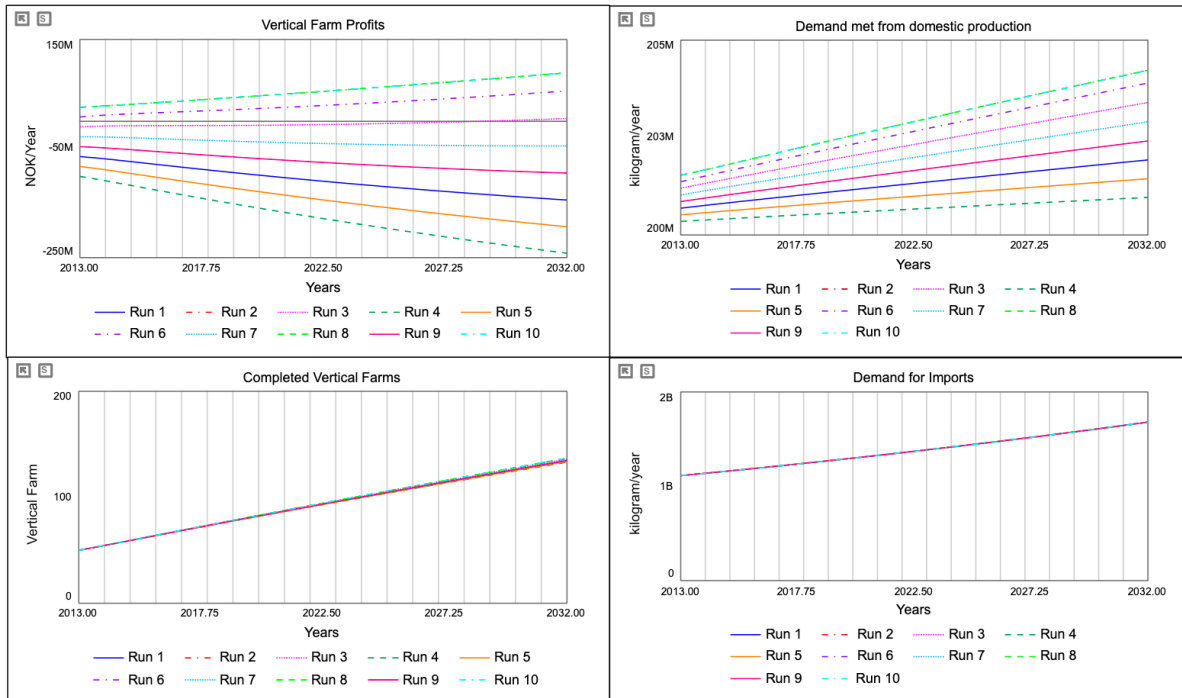 S
Vertical Farm Profits
150M
NOK/Year
-50M
-250M
2013.00 2017.75 2022.50 2027.25 2032.00
Years
Run 1 Run 2 Run 3 Run 4 Run 5
Run 6 Run 7 Run 8 Run 9 Run 10
S
Demand met from domestic production
205M
kilogram/year
203M
200M
2013.00 2017.75 2022.50 2027.25 2032.00
Years
Run 1 Run 2 Run 3 Run 4
Run 5 Run 6 Run 7 Run 8
Run 9 Run 10
S
Completed Vertical Farms
200
Vertical Farm
100
0
2013.00 2017.75 2022.50 2027.25 2032.00
Years
Run 1 Run 2 Run 3 Run 4 Run 5
Run 6 Run 7 Run 8 Run 9 Run 10
S
Demand for Imports
2B
kilogram/year
1B
0
2013.00 2017.75 2022.50 2027.25 2032.00
Years
Run 1 Run 2 Run 3 Run 4
Run 5 Run 6 Run 7 Run 8
Run 9 Run 10